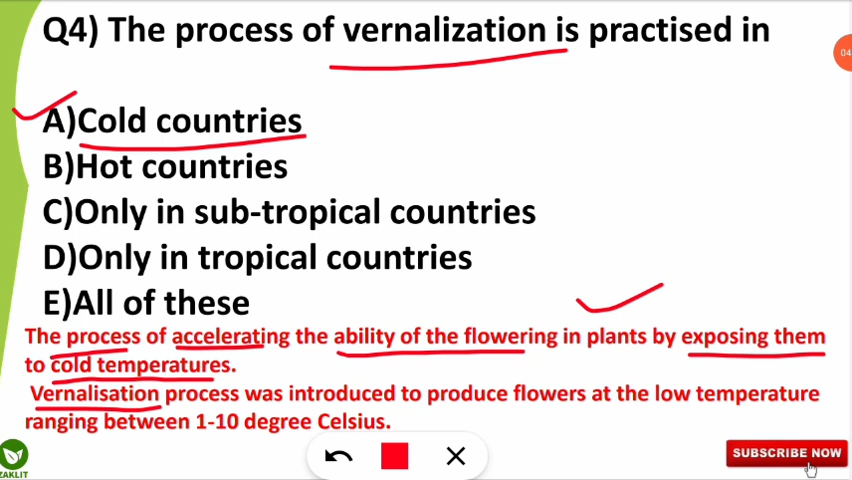 Q4) The process of vernalization is practised in
04
A)Cold countries
B)Hot countries
C)Only in sub-tropical countries
D)Only in tropical countries
E)All of these
The process of accelerating the ability of the flowering in plants by exposing them
to cold temperatures.
Vernalisation process was introduced to produce flowers at the low temperature
ranging between 1-10 degree Celsius.
SUBSCRIBE NOW
ZAKLIT